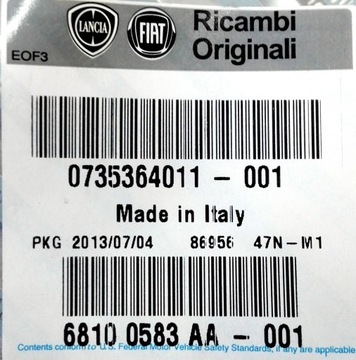 LANCIA
FIAT
Ricambi
Originali
EOF3
0735364011 - 001
Made in Italy
PKG 2013/07/04 86956 47N-M1
Contents conform to U.S. Federal Motor Vehicle Safety Standards, if any are applicable
6810 0583 AA - 001